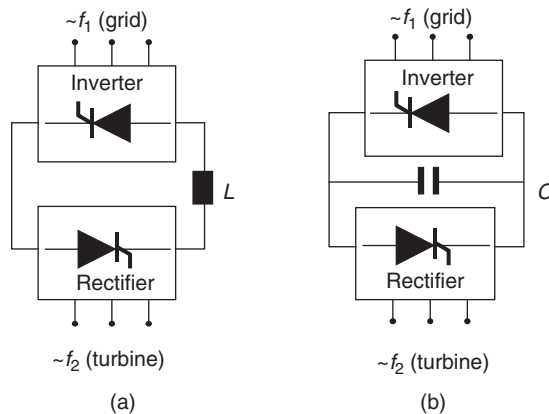 ~f1 (grid)
Inverter
L
Rectifier
~f2 (turbine)
(a)
~f1 (grid)
Inverter
C
Rectifier
~f2 (turbine)
(b)